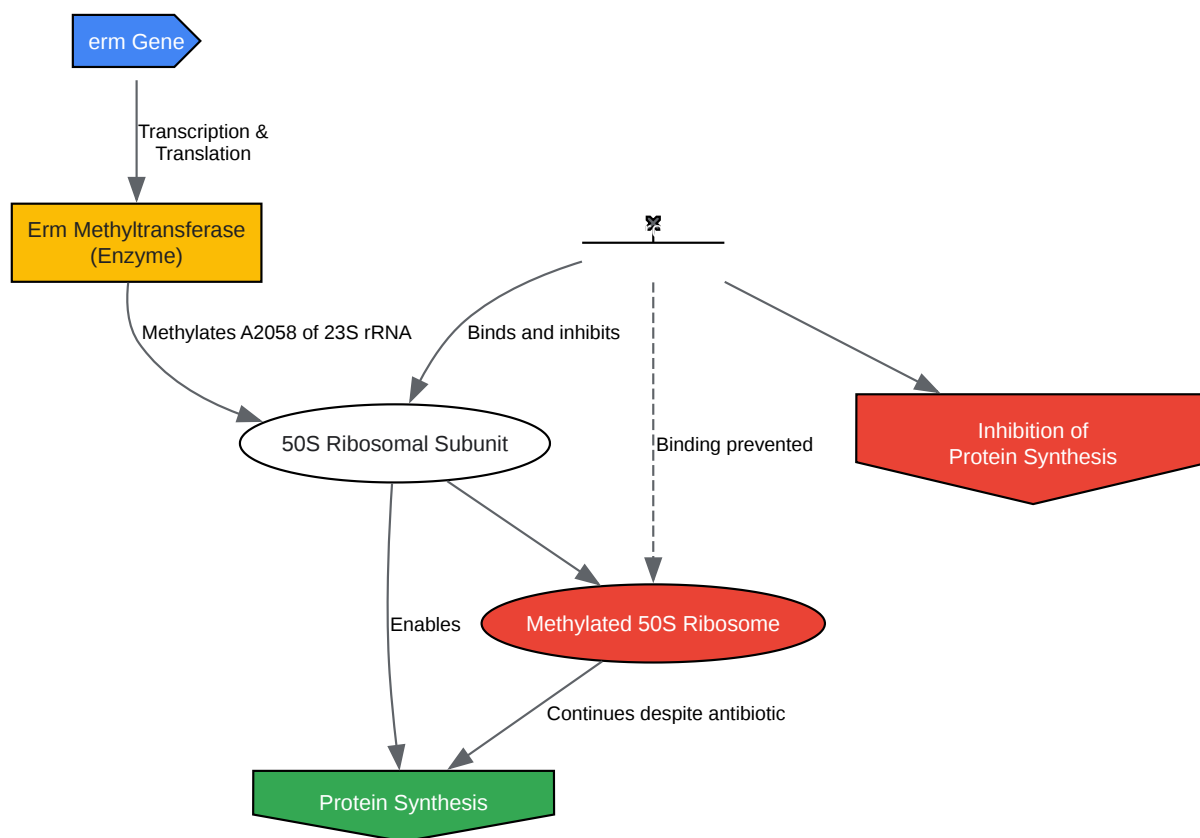 erm Gene
Transcription &
Translation
Erm Methyltransferase
(Enzyme)
Methylates A2058 of 23S rRNA
Binds and inhibits
50S Ribosomal Subunit
Binding prevented
Inhibition of
Protein Synthesis
Enables
Methylated 50S Ribosome
Continues despite antibiotic
Protein Synthesis